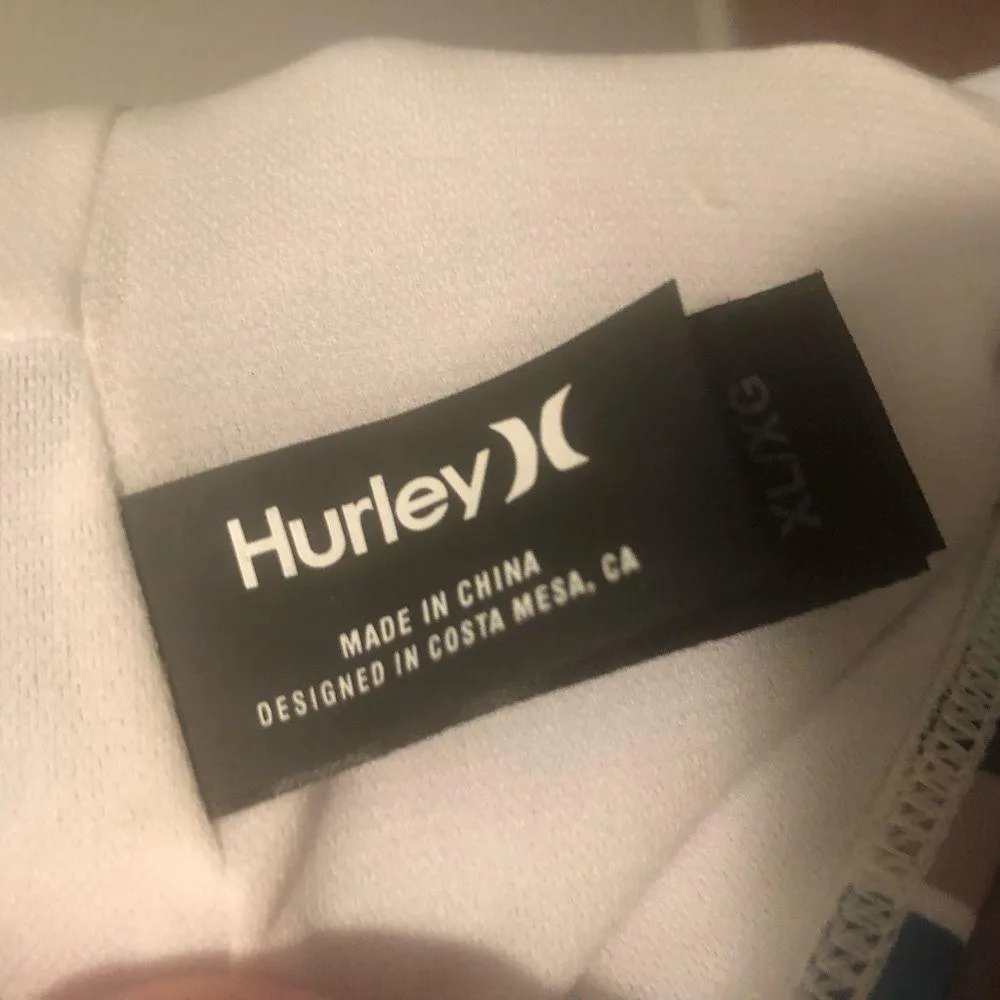 Hurley
MADE IN CHINA
DESIGNED IN COSTA MESA, CA
XL/XG